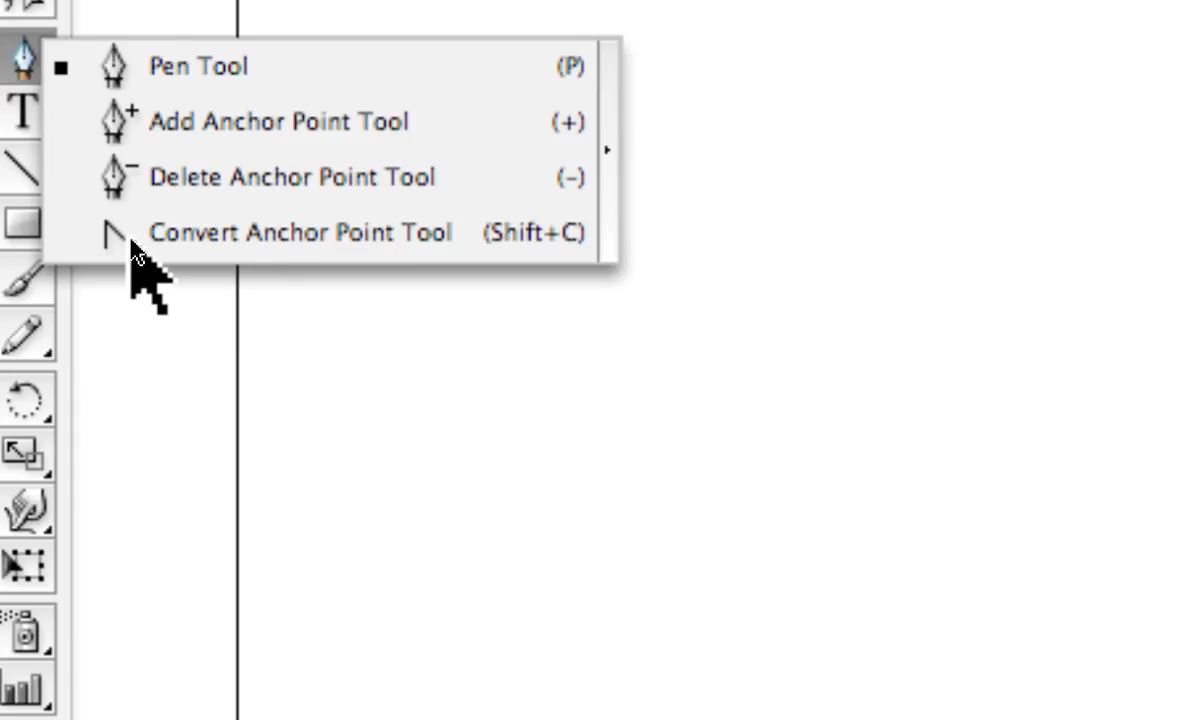 Pen Tool (P)
T Add Anchor Point Tool (+)
Delete Anchor Point Tool (–)
Convert Anchor Point Tool (Shift+C)